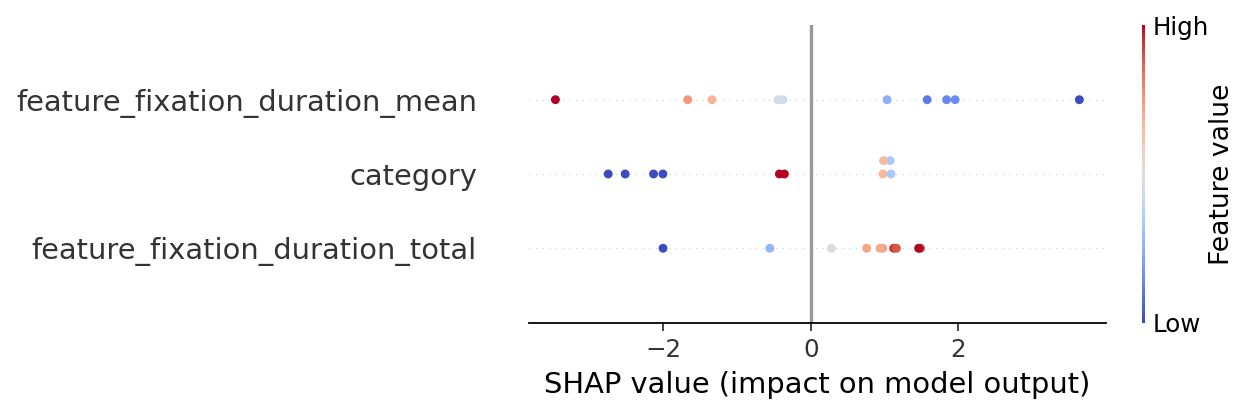 High
feature_fixation_duration_mean
category
feature_fixation_duration_total
Feature value
Low
−2 0 2
SHAP value (impact on model output)